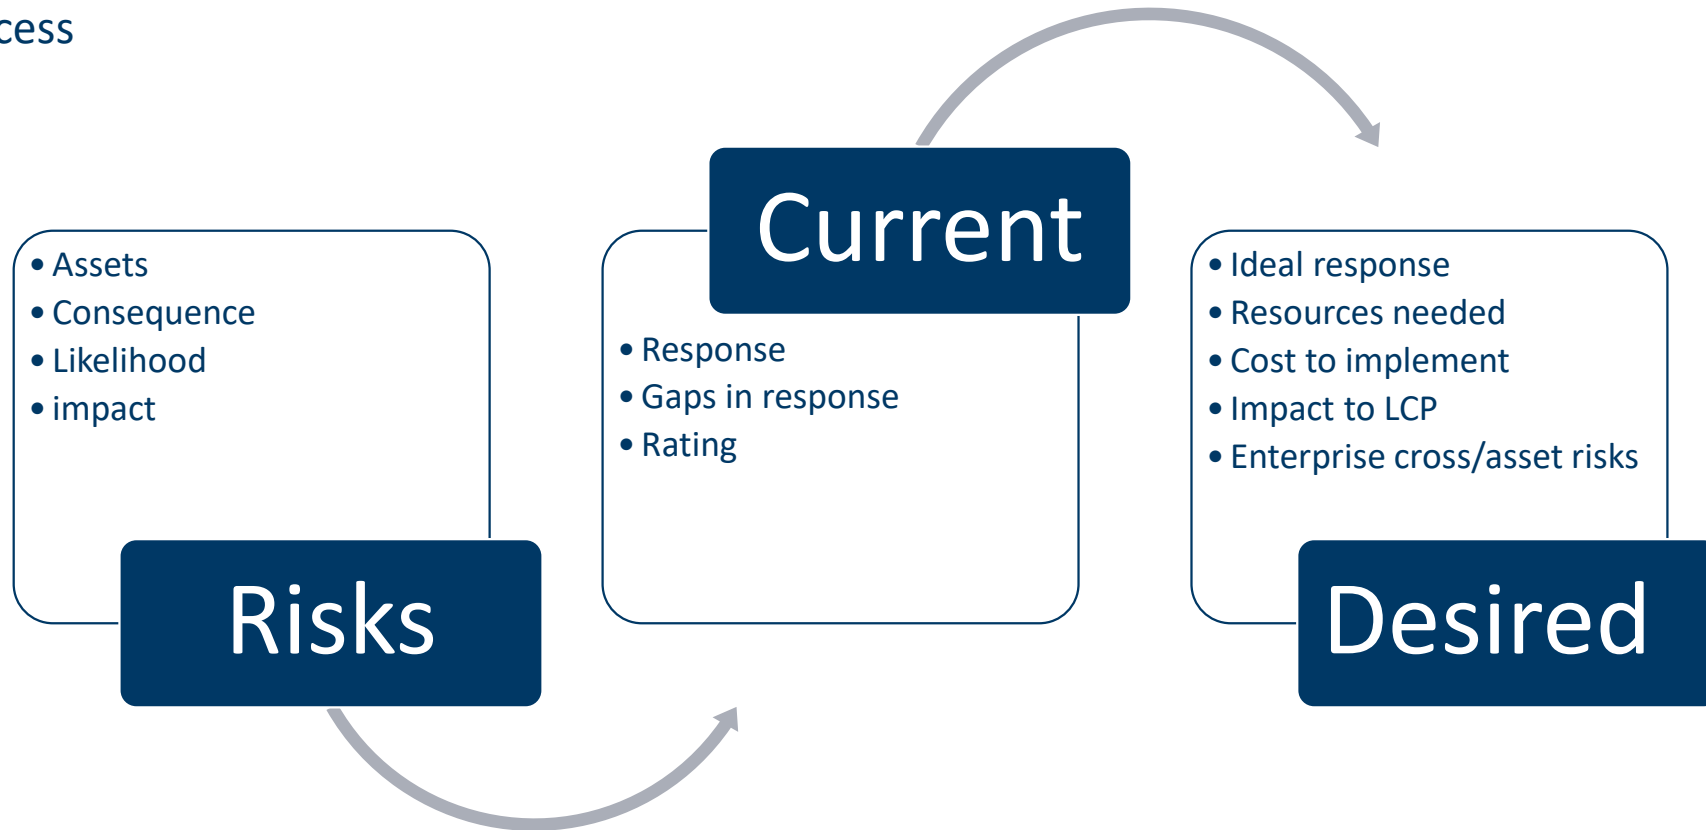 cess
• Assets
• Consequence
• Likelihood
• impact
Risks
Current
• Response
• Gaps in response
• Rating
• Ideal response
• Resources needed
• Cost to implement
• Impact to LCP
• Enterprise cross/asset risks
Desired